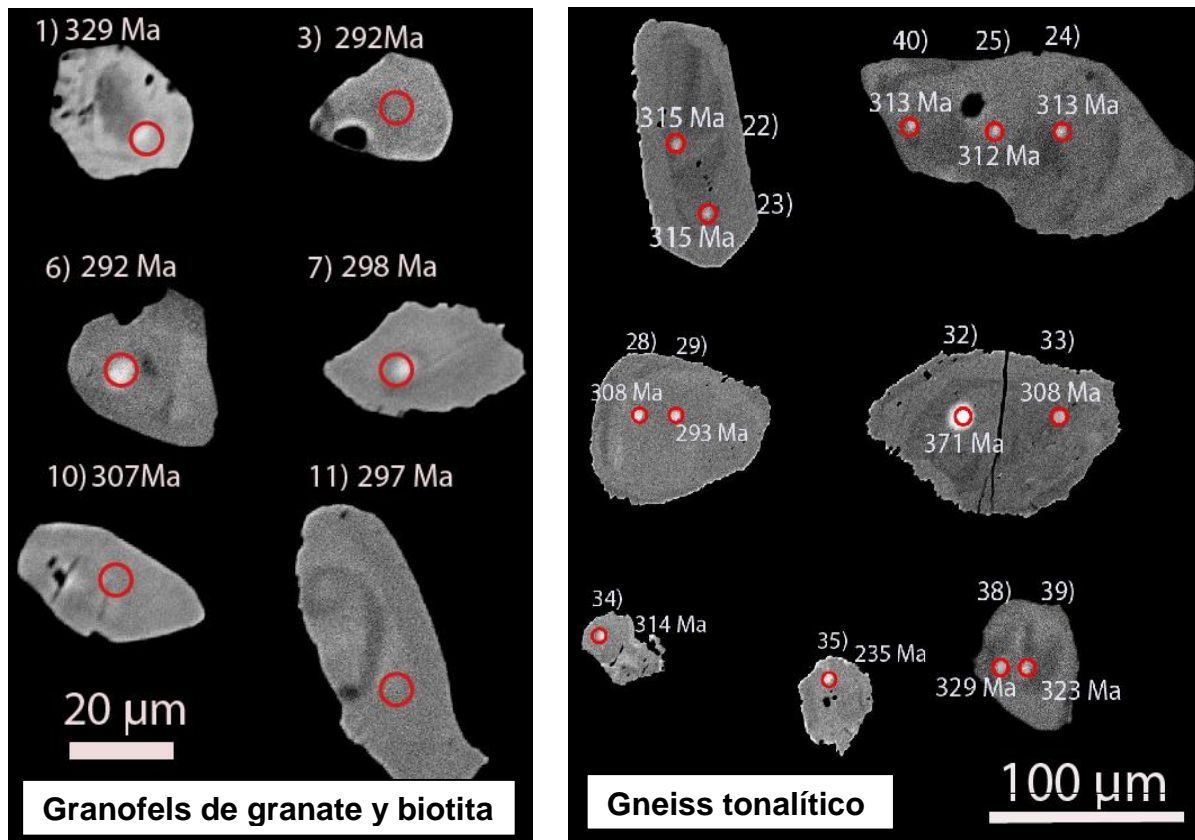 1) 329 Ma
3) 292Ma
6) 292 Ma
7) 298 Ma
10) 307Ma
11) 297 Ma
20 µm
Granofels de granate y biotita
40) 25) 24)
315 Ma
22)
23)
315 Ma
313 Ma
312 Ma
313 Ma
28) 29)
308 Ma
293 Ma
32) 33)
371 Ma
308 Ma
34)
314 Ma
35)
235 Ma
38) 39)
329 Ma
323 Ma
100 µm
Gneiss tonalítico